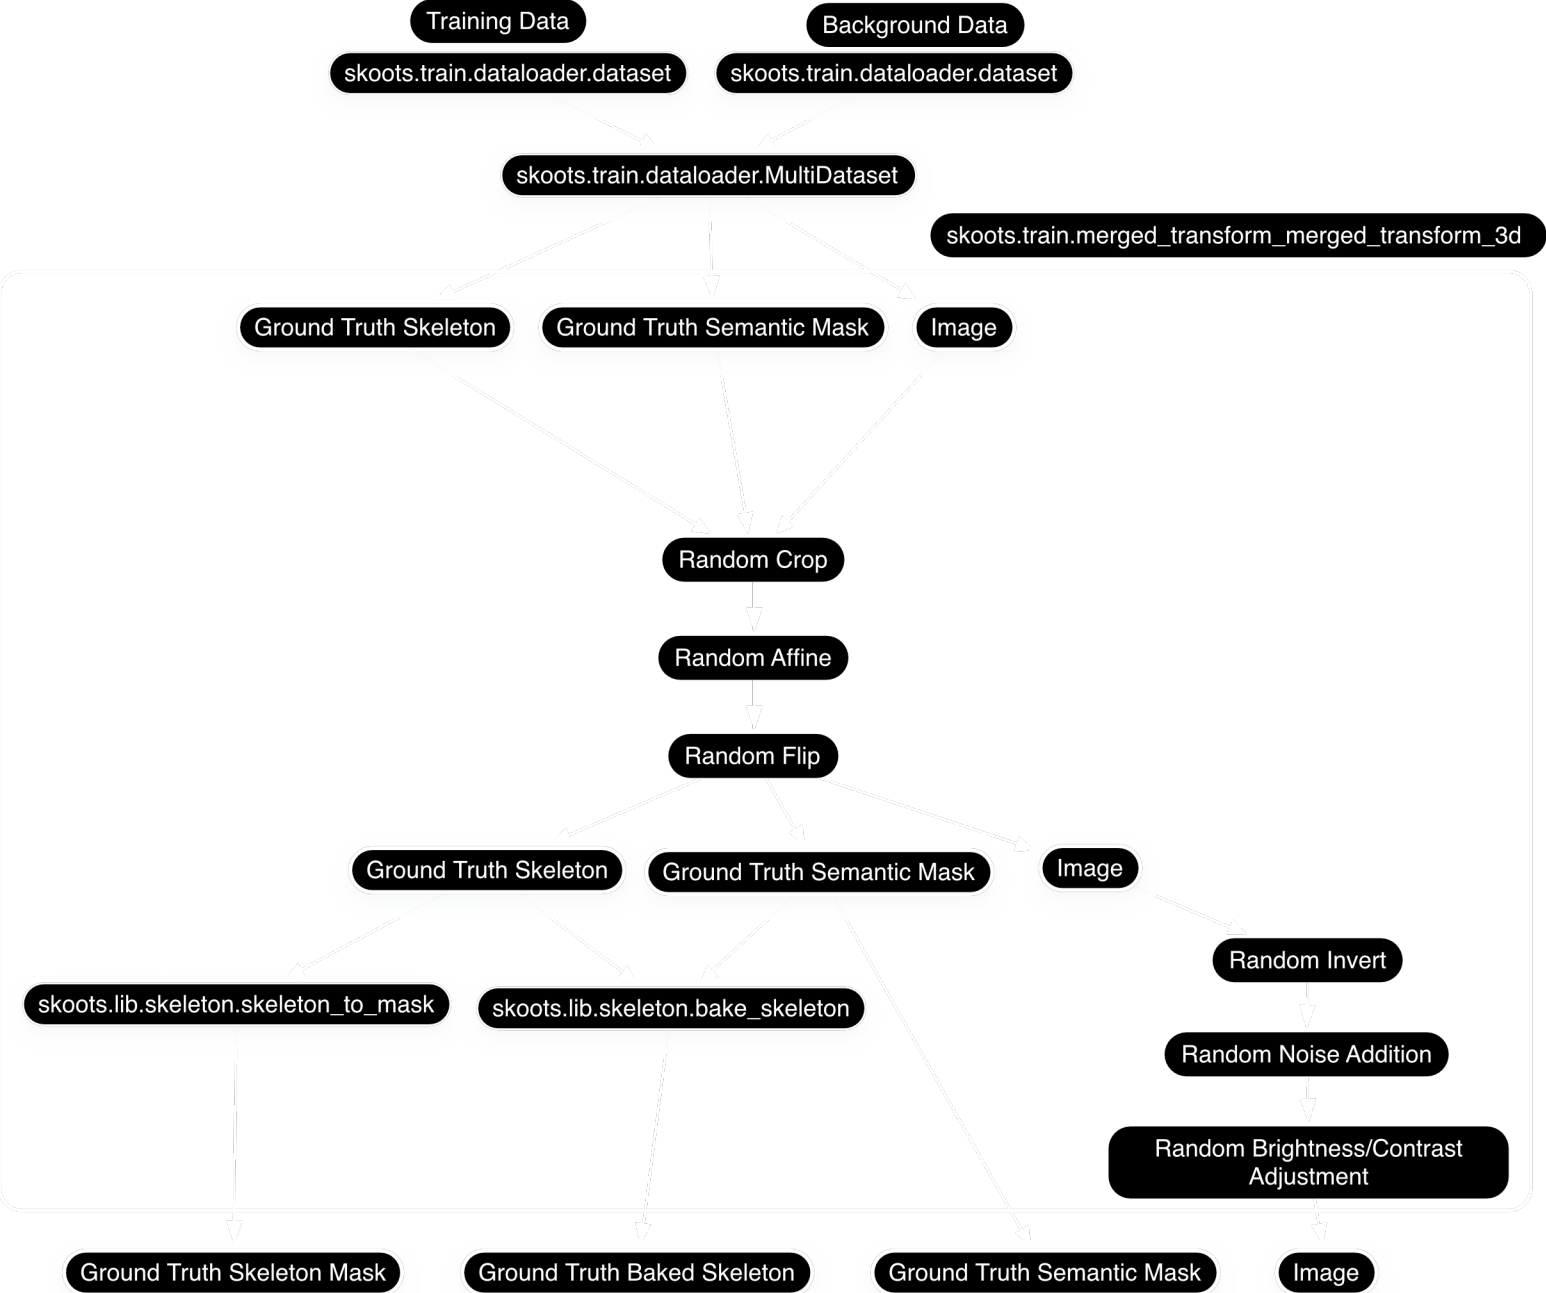 Training Data
Background Data
skoots.train.dataloader.dataset
skoots.train.dataloader.dataset
skoots.train.dataloader.MultiDataset
skoots.train.merged_transform_merged_transform_3d
Ground Truth Skeleton
Ground Truth Semantic Mask
Image
Random Crop
Random Affine
Random Flip
Ground Truth Skeleton
Ground Truth Semantic Mask
Image
Random Invert
skoots.lib.skeleton.skeleton_to_mask
skoots.lib.skeleton.bake_skeleton
Random Noise Addition
Random Brightness/Contrast
Adjustment
Ground Truth Skeleton Mask
Ground Truth Baked Skeleton
Ground Truth Semantic Mask
Image